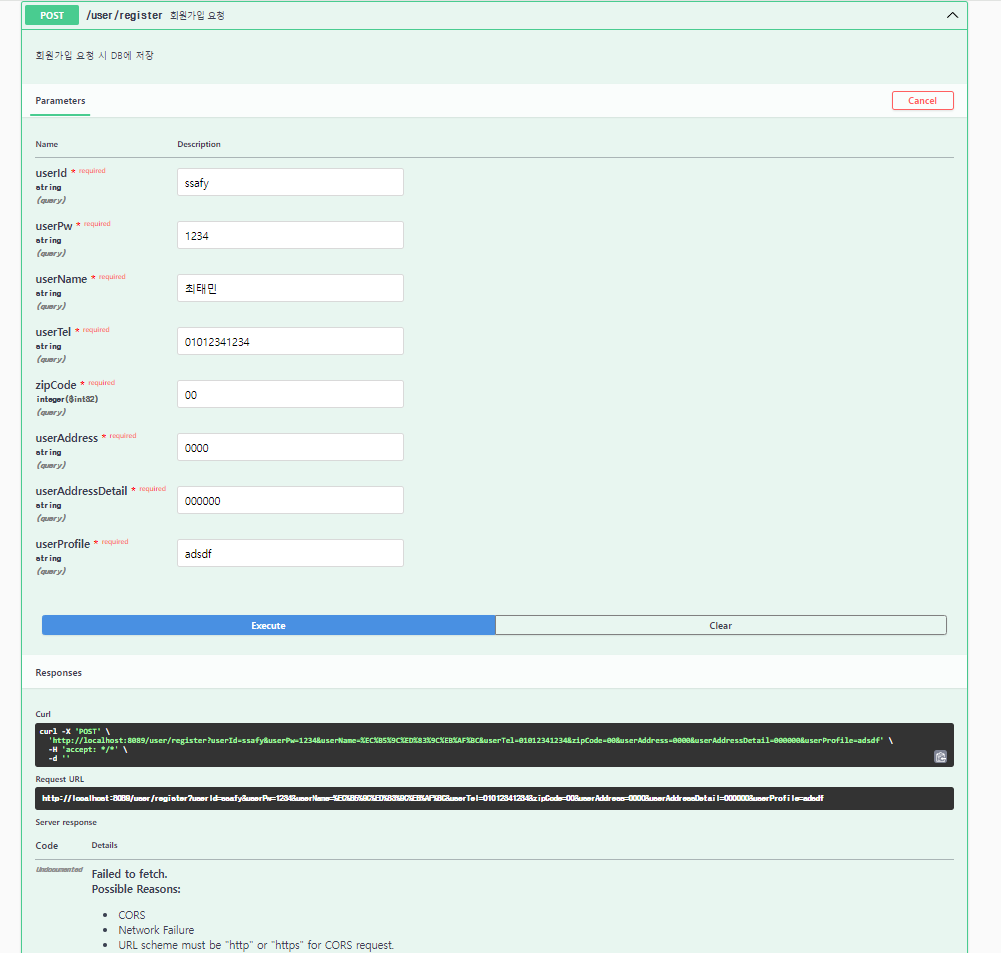 POST /user/register 회원가입 요청
회원가입 요청 시 DB에 저장
Parameters
Cancel
Name Description
userId * required
string
(query)
ssafy
userPw * required
string
(query)
1234
userName * required
string
(query)
최태민
userTel * required
string
(query)
01012341234
zipCode * required
integer($int32)
(query)
00
userAddress * required
string
(query)
0000
userAddressDetail * required
string
(query)
000000
userProfile * required
string
(query)
adsdf
Execute Clear
Responses
Curl
curl -X 'POST' \
'http://localhost:8089/user/register?userId=ssafy&userPw=1234&userName=%EC%B5%9C%ED%83%9C%EB%AF%BC&userTel=01012341234&zipCode=00&userAddress=0000&userAddressDetail=000000&userProfile=adsdf' \
-H 'accept: */*' \
-d ''
Request URL
http://localhost:8089/user/register?userId=ssafy&userPw=1234&userName=%EC%B5%9C%ED%83%9C%EB%AF%BC&userTel=01012341234&zipCode=00&userAddress=0000&userAddressDetail=000000&userProfile=adsdf
Server response
Code Details
Undocumented
Failed to fetch.
Possible Reasons:
• CORS
• Network Failure
• URL scheme must be "http" or "https" for CORS request.